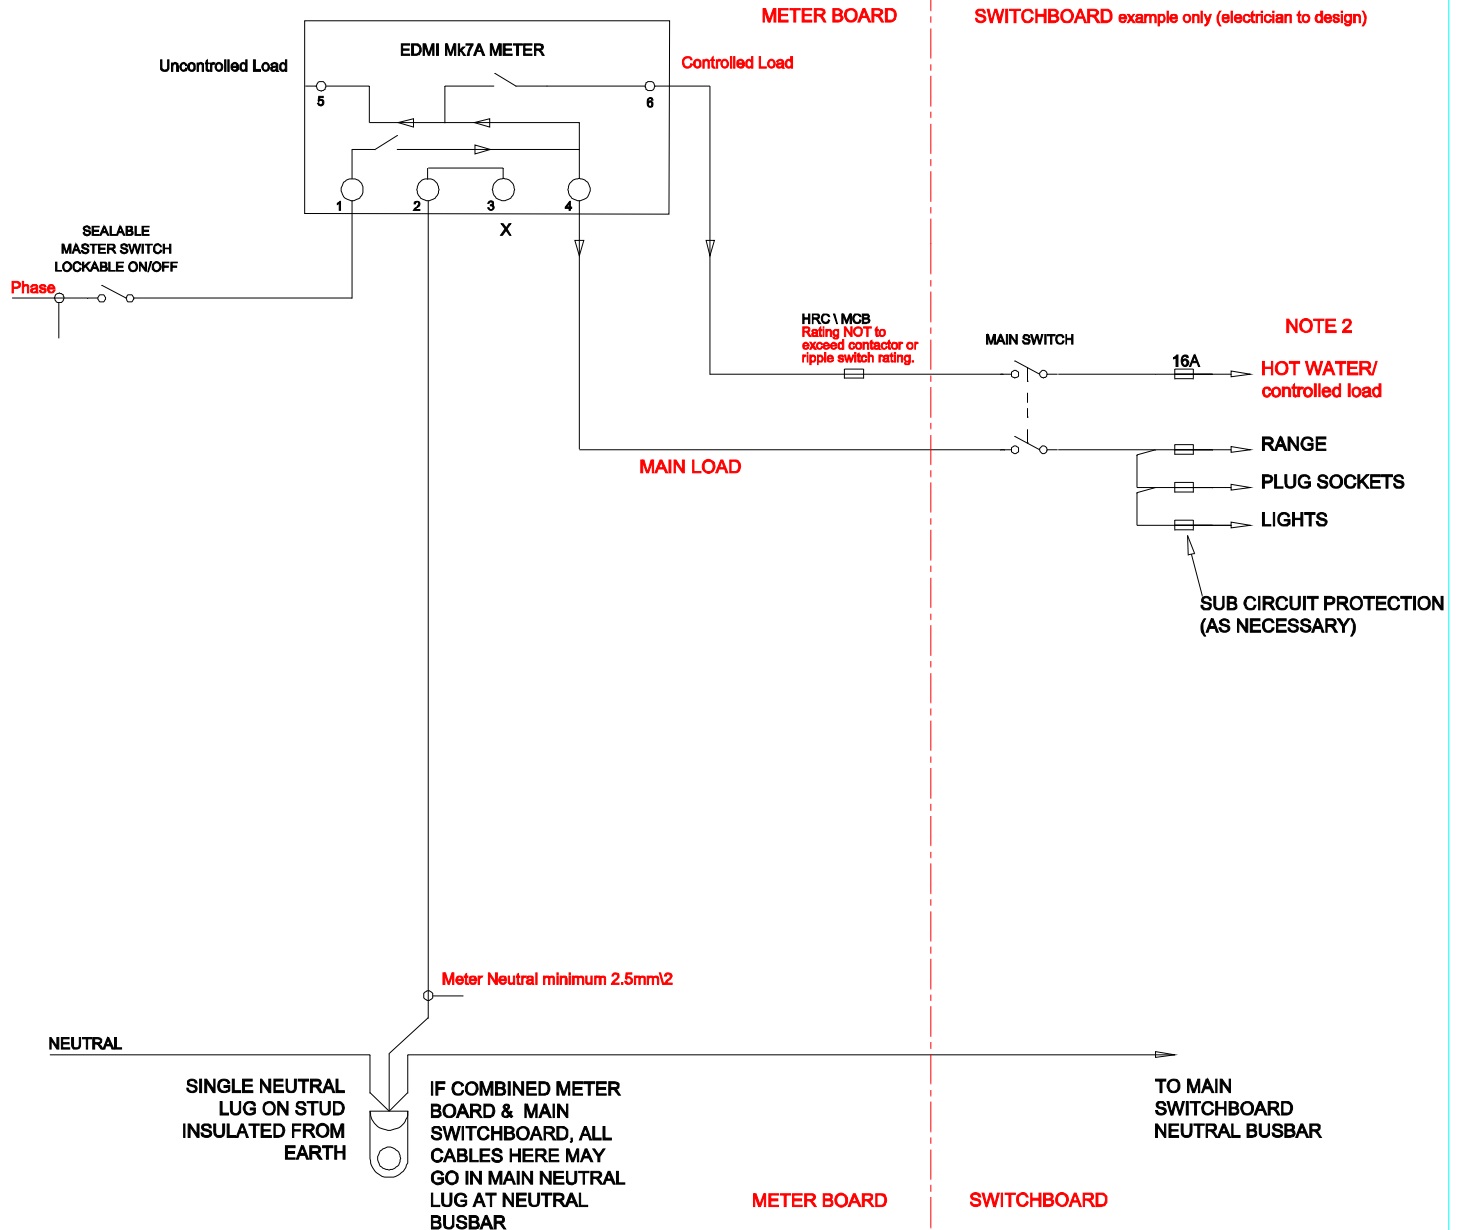 METER BOARD
SWITCHBOARD example only (electrician to design)
EDMI Mk7A METER
Uncontrolled Load
Controlled Load
5
6
1
2
3
4
X
SEALABLE
MASTER SWITCH
LOCKABLE ON/OFF
Phase
HRC \ MCB
Rating NOT to
exceed contactor or
ripple switch rating.
MAIN SWITCH
NOTE 2
16A
HOT WATER/
controlled load
RANGE
MAIN LOAD
PLUG SOCKETS
LIGHTS
SUB CIRCUIT PROTECTION
(AS NECESSARY)
Meter Neutral minimum 2.5mm\2
NEUTRAL
SINGLE NEUTRAL
LUG ON STUD
INSULATED FROM
EARTH
IF COMBINED METER
BOARD & MAIN
SWITCHBOARD, ALL
CABLES HERE MAY
GO IN MAIN NEUTRAL
LUG AT NEUTRAL
BUSBAR
TO MAIN
SWITCHBOARD
NEUTRAL BUSBAR
METER BOARD
SWITCHBOARD